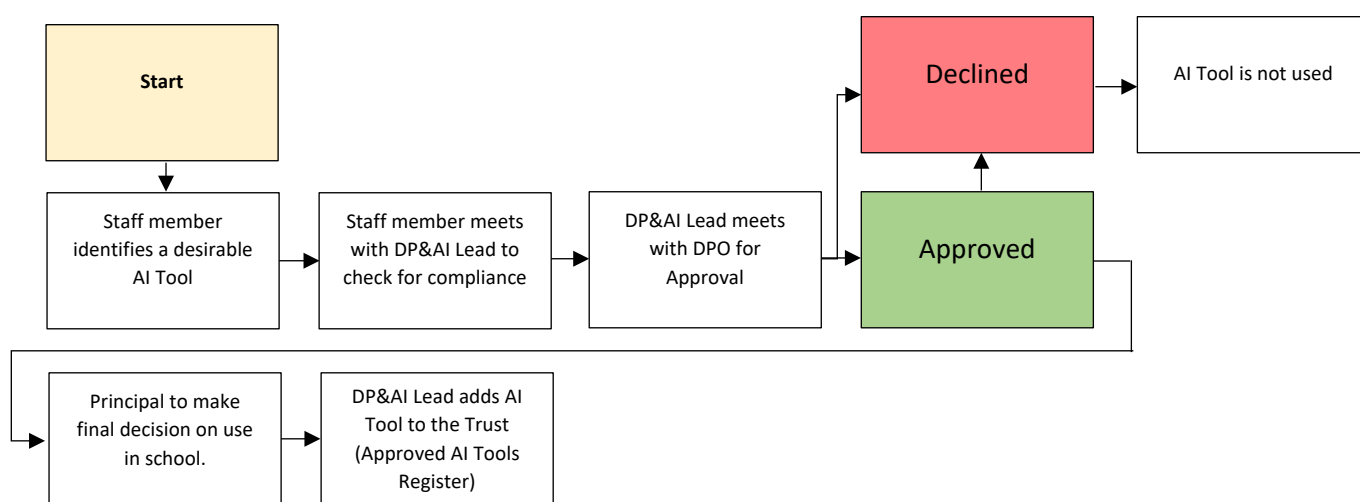 Start
Declined
AI Tool is not used
Staff member
identifies a desirable
AI Tool
Staff member meets
with DP&AI Lead to
check for compliance
DP&AI Lead meets
with DPO for
Approval
Approved
Principal to make
final decision on use
in school.
DP&AI Lead adds AI
Tool to the Trust
(Approved AI Tools
Register)